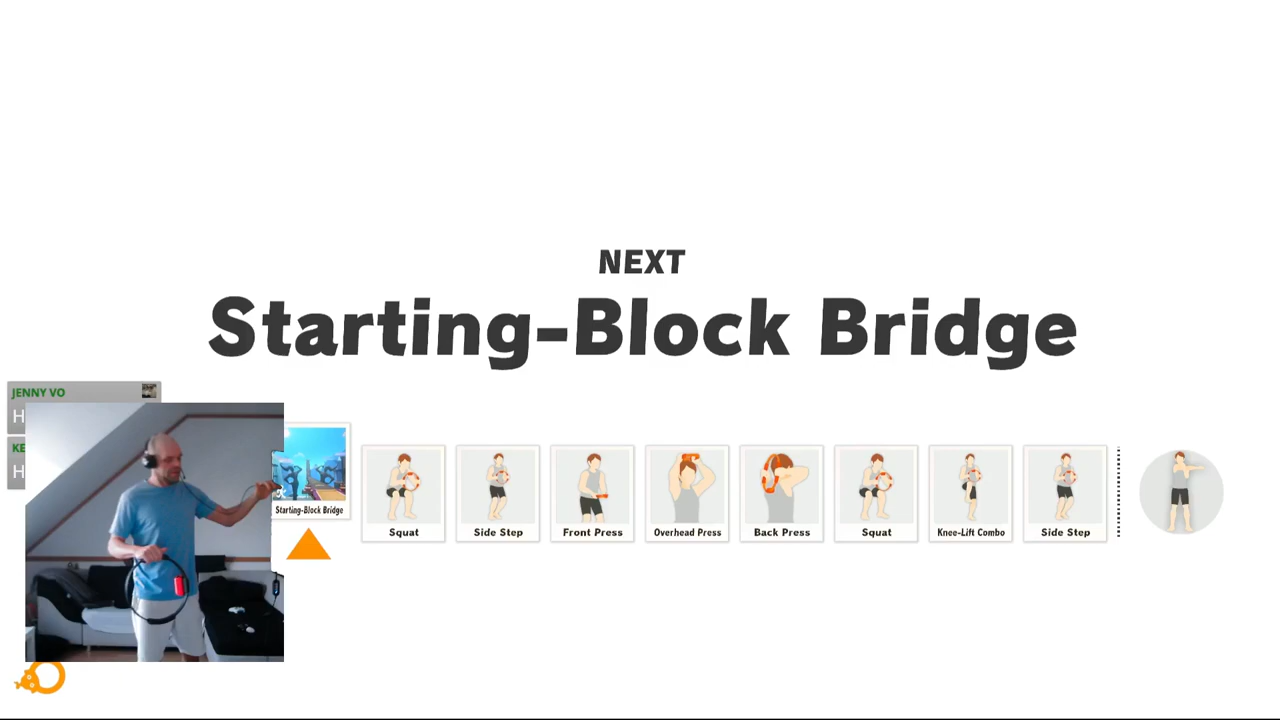 NEXT
Starting-Block Bridge
JENNY VO
H
KE
H
Starting-Block Bridge
Squat
Side Step
Front Press
Overhead Press
Back Press
Squat
Knee-Lift Combo
Side Step